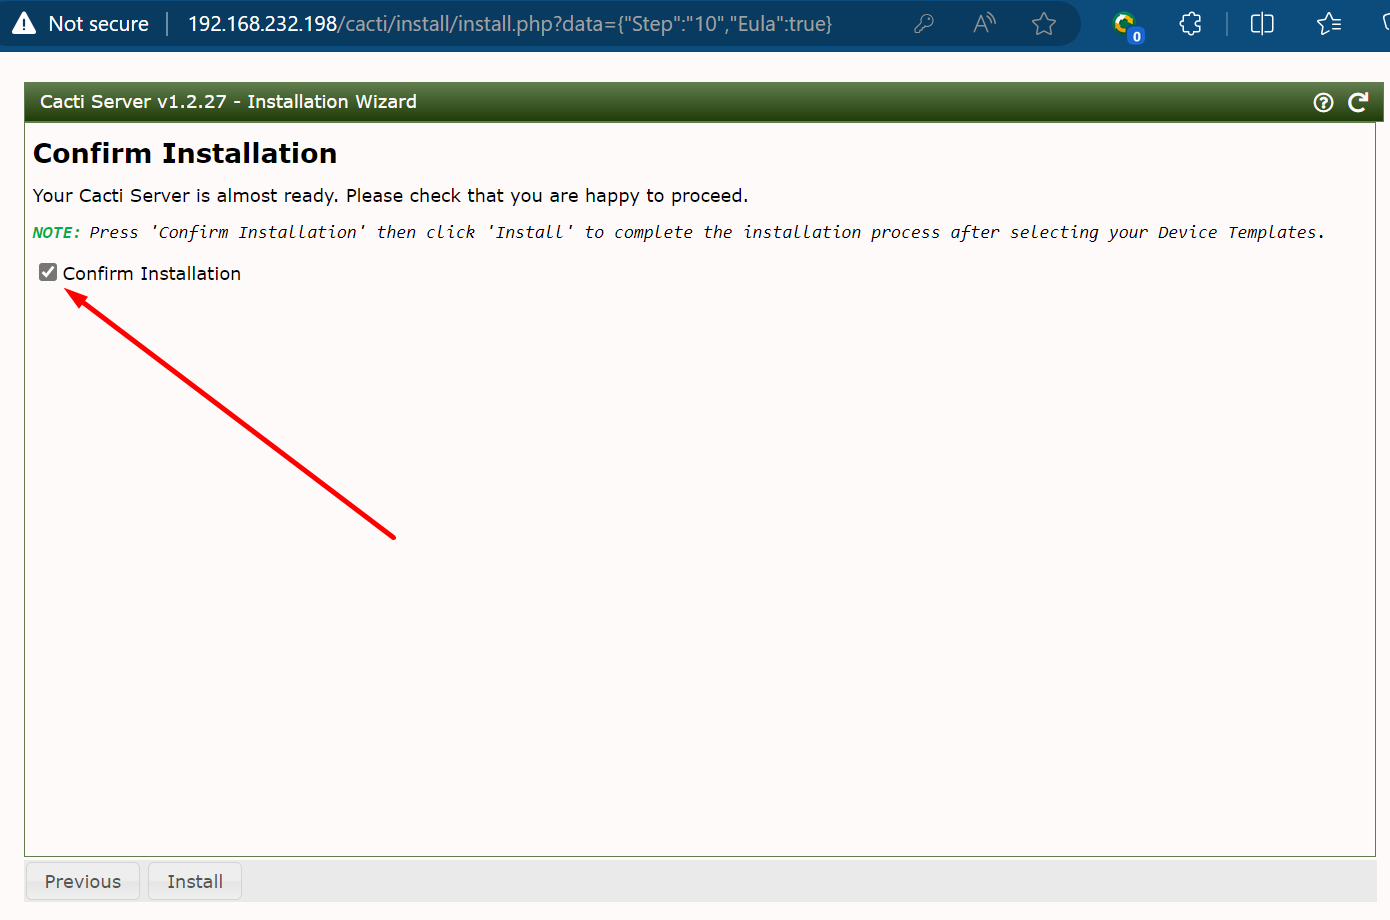 Not secure 192.168.232.198/cacti/install/install.php?data={"Step":"10","Eula":true}
0
Cacti Server v1.2.27 - Installation Wizard
Confirm Installation
Your Cacti Server is almost ready. Please check that you are happy to proceed.
NOTE: Press 'Confirm Installation' then click 'Install' to complete the installation process after selecting your Device Templates.
Confirm Installation
Previous Install